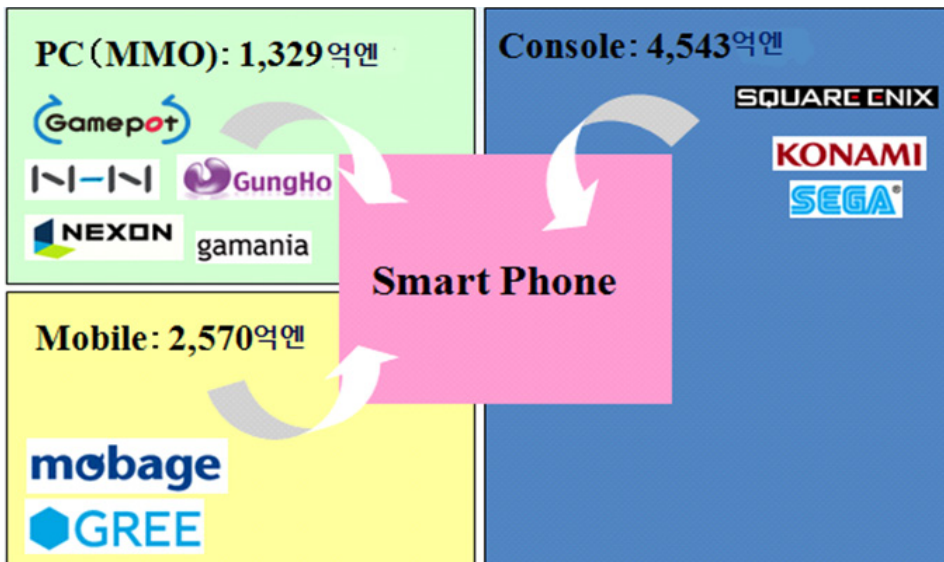 PC(MMO): 1,329억엔
Gamepot
NHN
GungHo
NEXON
gamania
Console: 4,543억엔
SQUARE ENIX
KONAMI
SEGA®
Smart Phone
Mobile: 2,570억엔
mobage
GREE